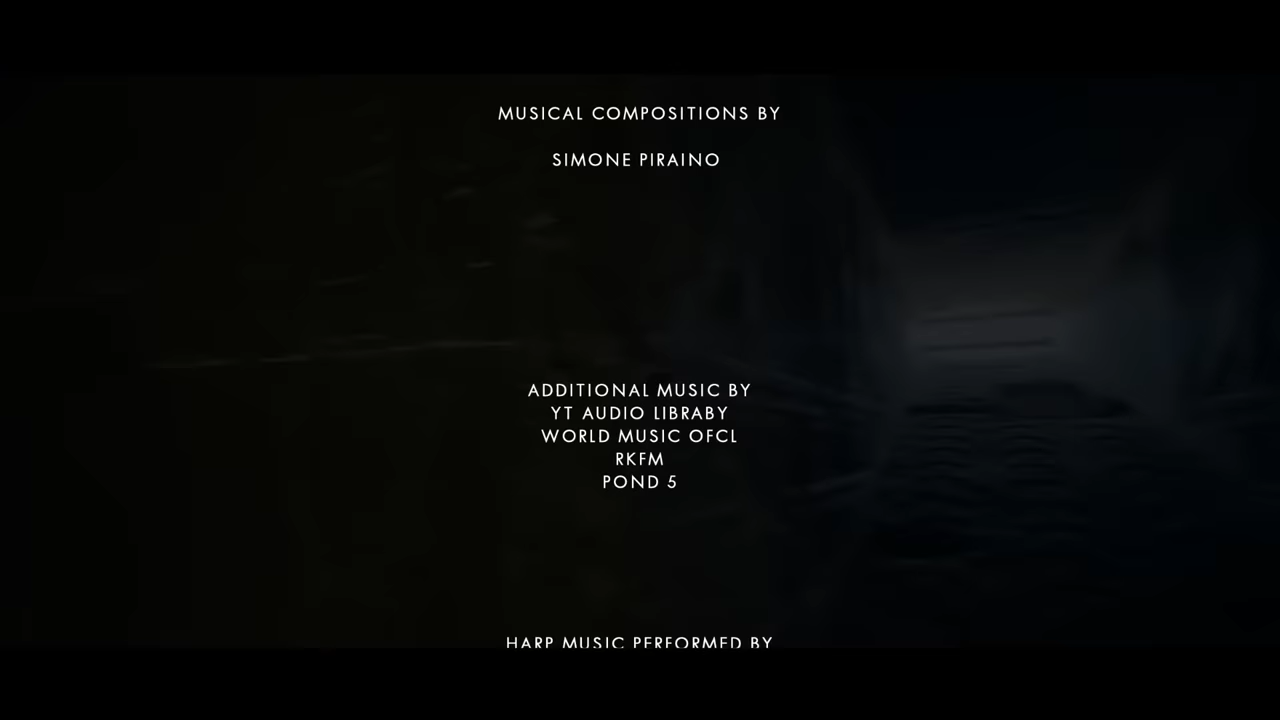 MUSICAL COMPOSITIONS BY
SIMONE PIRAINO
ADDITIONAL MUSIC BY
YT AUDIO LIBRABY
WORLD MUSIC OFCL
RKFM
POND 5
HARP MUSIC PERFORMED BY